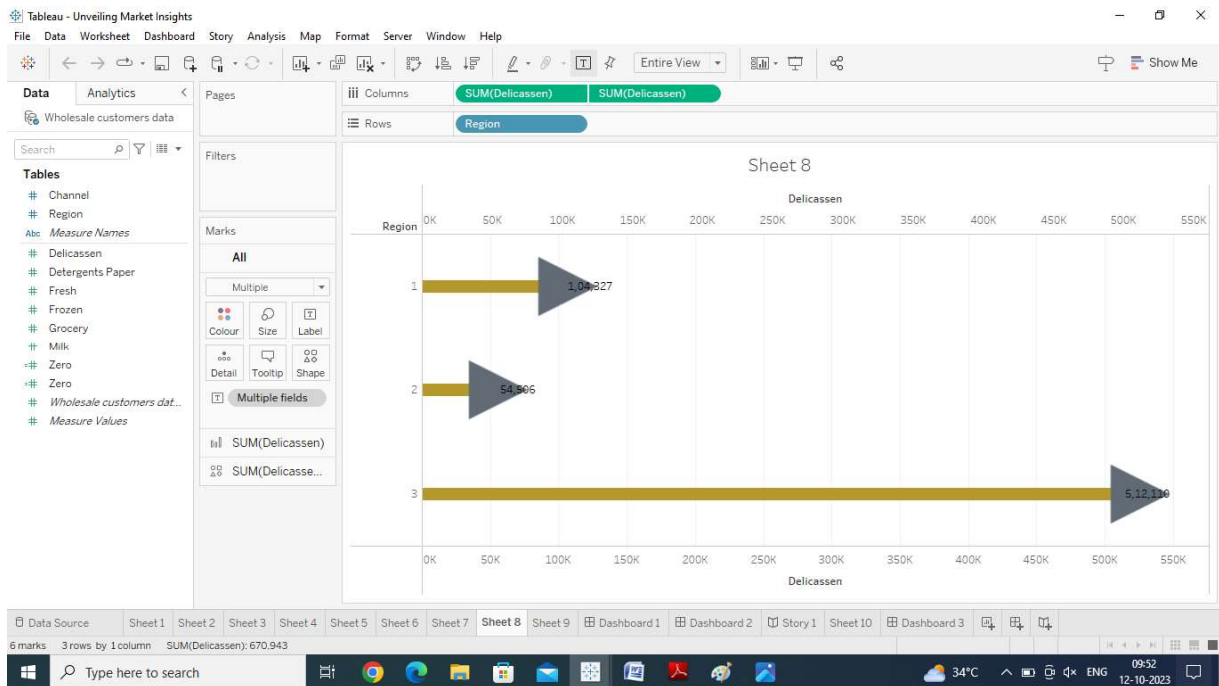 Tableau - Unveiling Market Insights
File Data Worksheet Dashboard Story Analysis Map Format Server Window Help
Entire View
Show Me
Data Analytics
Pages
Columns
SUM(Delicassen) SUM(Delicassen)
Wholesale customers data
Rows
Region
Search
Filters
Tables
Channel
Region
Abc Measure Names
Delicassen
Detergents Paper
Fresh
Frozen
Grocery
Milk
Zero
Zero
Wholesale customers dat...
Measure Values
Marks
All
Multiple
Colour Size Label
Detail Tooltip Shape
Multiple fields
SUM(Delicassen)
SUM(Delicasse...
Sheet 8
Delicassen
Region 0K 50K 100K 150K 200K 250K 300K 350K 400K 450K 500K 550K
1 1,04,327
2 54,506
3 5,12,110
0K 50K 100K 150K 200K 250K 300K 350K 400K 450K 500K 550K
Delicassen
Data Source Sheet 1 Sheet 2 Sheet 3 Sheet 4 Sheet 5 Sheet 6 Sheet 7 Sheet 8 Sheet 9 Dashboard 1 Dashboard 2 Story 1 Sheet 10 Dashboard 3
6 marks 3 rows by 1 column SUM(Delicassen): 670,943
Type here to search
34°C
ENG
09:52
12-10-2023